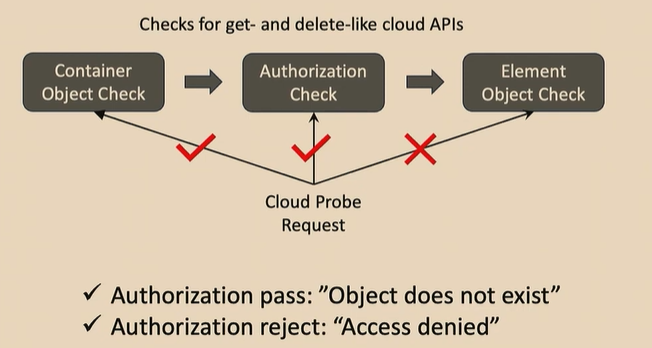 Checks for get- and delete-like cloud APIs
Container
Object Check
Authorization
Check
Element
Object Check
Cloud Probe
Request
✓ Authorization pass: ”Object does not exist”
✓ Authorization reject: “Access denied”